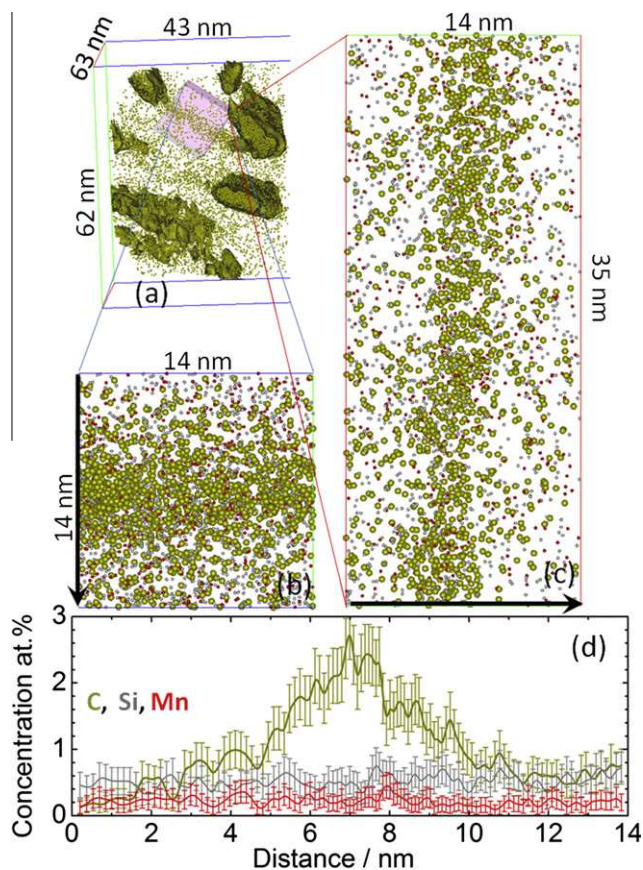 43 nm
63 nm
62 nm
(a)
14 nm
35 nm
(c)
14 nm
14 nm
(b)
Concentration at.%
3
2
1
0
C, Si, Mn
(d)
0 2 4 6 8 10 12 14
Distance / nm